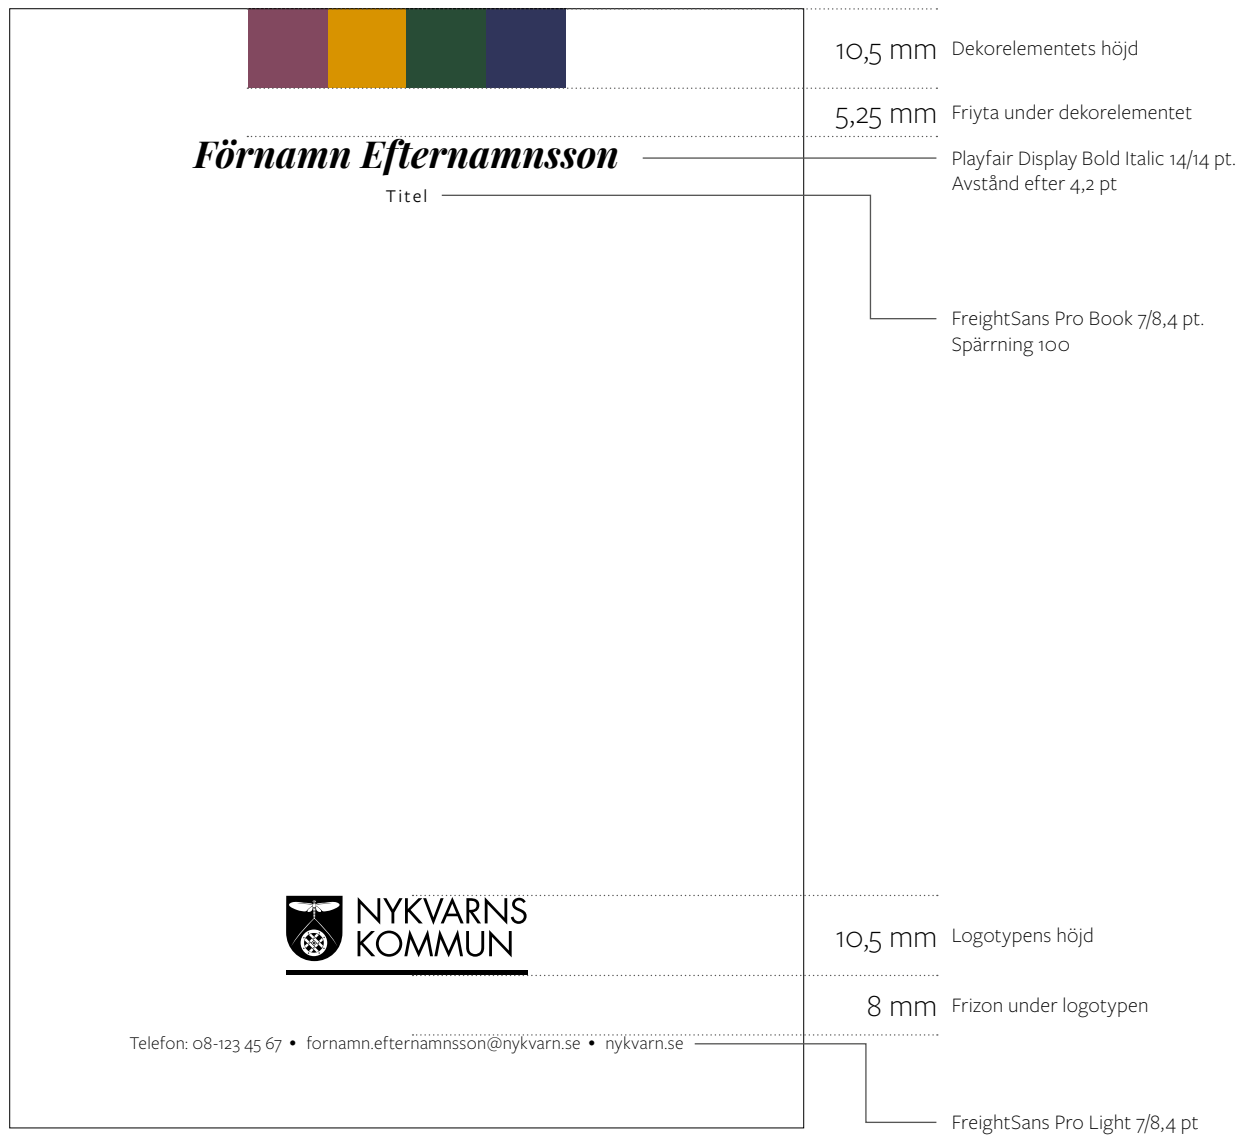 10,5 mm Dekorelementets höjd
5,25 mm Friyta under dekorelementet
Förnamn Efternamnsson
Playfair Display Bold Italic 14/14 pt.
Avstånd efter 4,2 pt
Titel
FreightSans Pro Book 7/8,4 pt.
Spärrning 100
NYKVARNS
KOMMUN
10,5 mm Logotypens höjd
8 mm Frizon under logotypen
Telefon: 08-123 45 67 • fornamn.efternamnsson@nykvarn.se • nykvarn.se
FreightSans Pro Light 7/8,4 pt